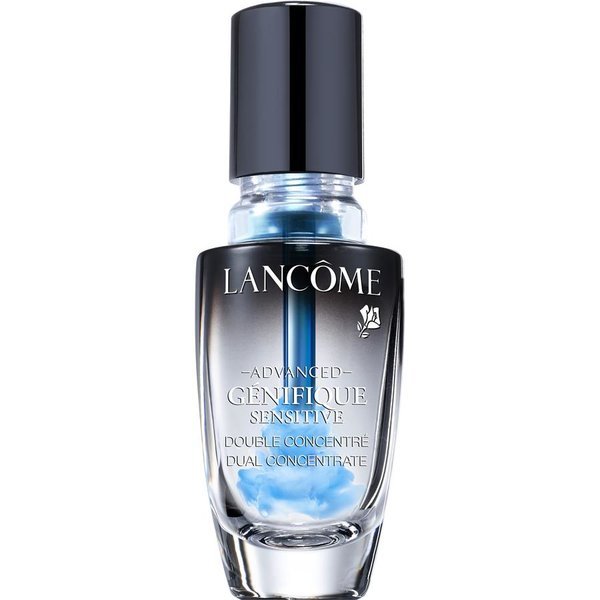 LANCÔME
–ADVANCED–
GÉNIFIQUE
SENSITIVE
DOUBLE CONCENTRÉ
DUAL CONCENTRATE